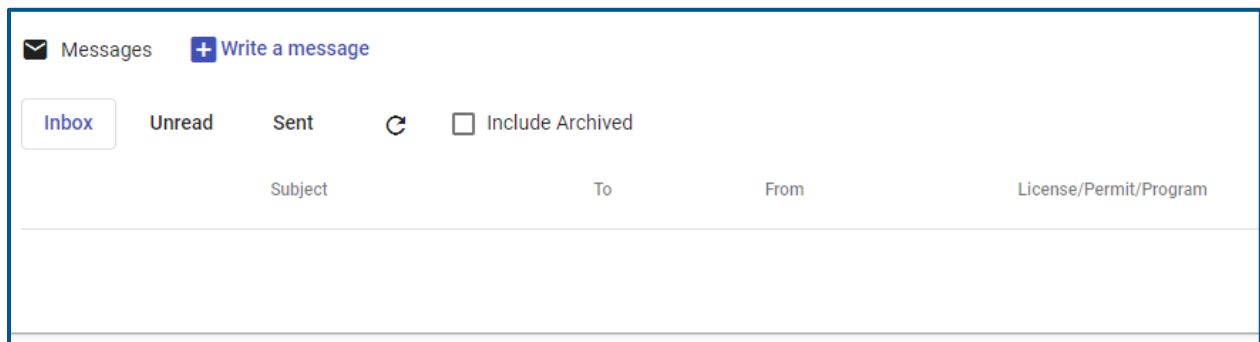 Messages Write a message
Inbox Unread Sent Include Archived
Subject To From License/Permit/Program